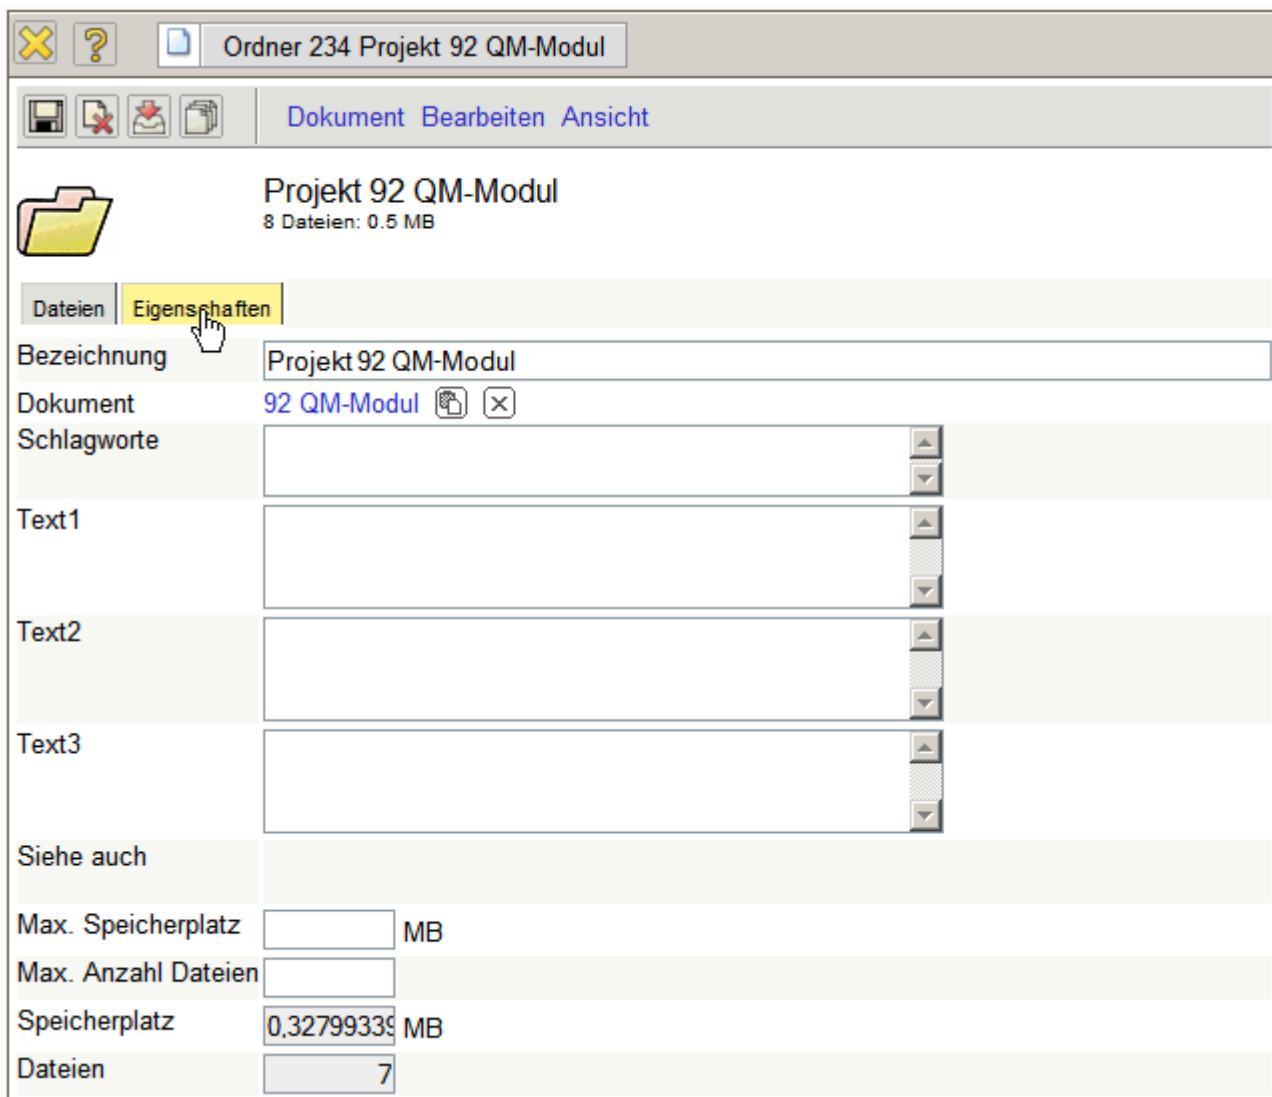 Ordner 234 Projekt 92 QM-Modul
Dokument Bearbeiten Ansicht
Projekt 92 QM-Modul
8 Dateien: 0.5 MB
Dateien Eigenschaften
Bezeichnung Projekt 92 QM-Modul
Dokument 92 QM-Modul
Schlagworte
Text1
Text2
Text3
Siehe auch
Max. Speicherplatz MB
Max. Anzahl Dateien
Speicherplatz 0,32799339 MB
Dateien 7